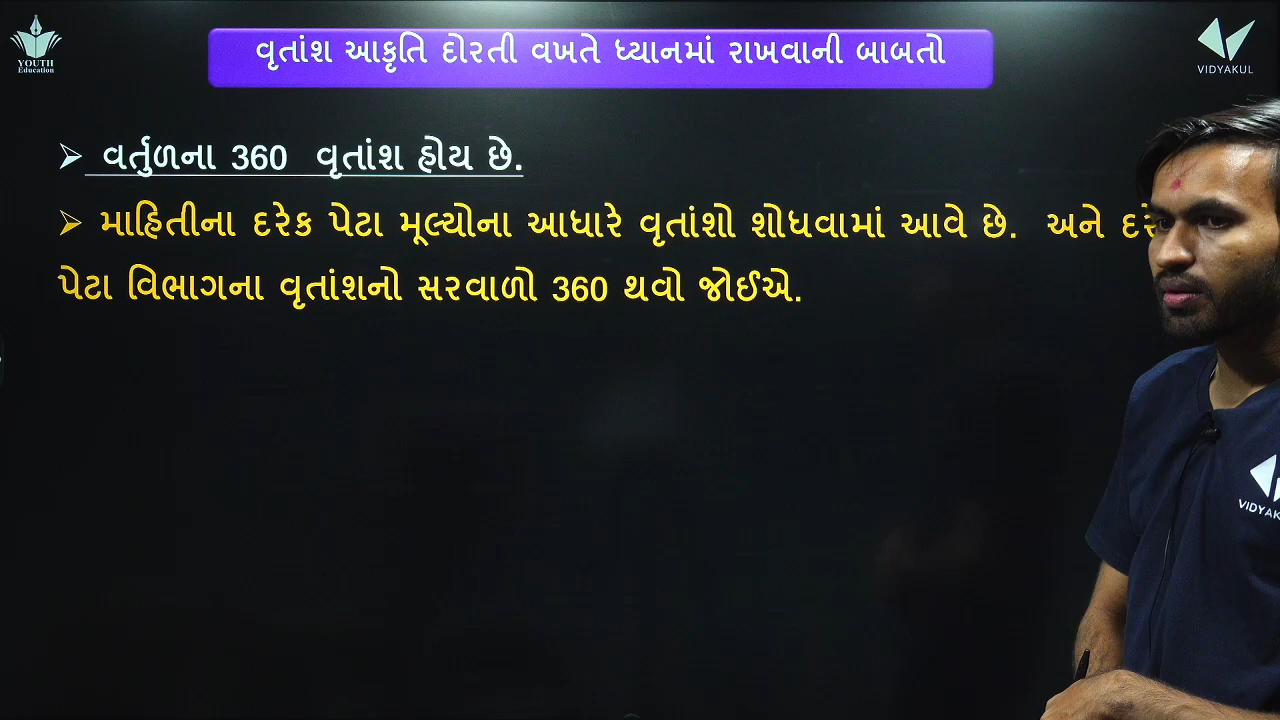 YOUTH
Education
વૃતાંશ આકૃતિ દોરતી વખતે ધ્યાનમાં રાખવાની બાબતો
VIDYAKUL
➢ વર્તુળના 360 વૃતાંશ હોય છે.
➢ માહિતીના દરેક પેટા મૂલ્યોના આધારે વૃતાંશો શોધવામાં આવે છે. અને
પેટા વિભાગના વૃતાંશનો સરવાળો 360 થવો જોઈએ.